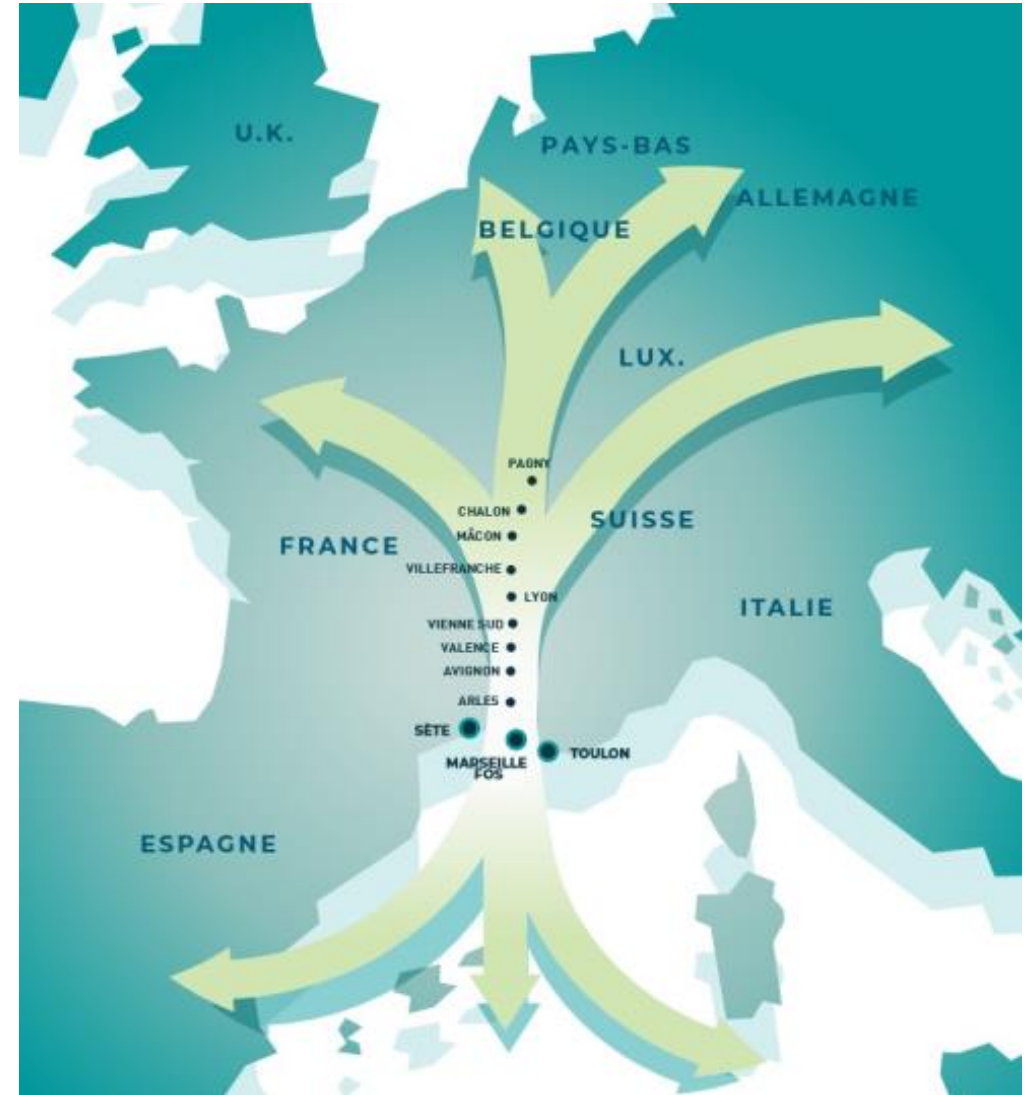 U.K.
PAYS-BAS
ALLEMAGNE
BELGIQUE
LUX.
PAGNY
CHALON
SUISSE
MÂCON
FRANCE
VILLEFRANCHE
LYON
ITALIE
VIENNE SUD
VALENCE
AVIGNON
ARLES
SÈTE
TOULON
MARSEILLE
FOS
ESPAGNE